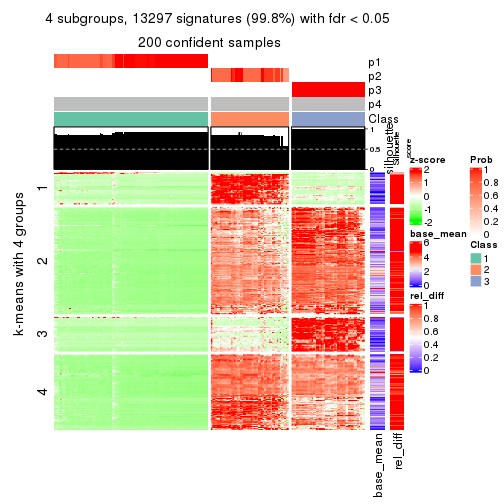 4 subgroups, 13297 signatures (99.8%) with fdr < 0.05
200 confident samples
p1
p2
p3
p4
Class
1
0.5
0
silhouettes
Silhouette
score
k-means with 4 groups
1
2
3
4
base_mean
rel_diff
z-score
2
1
0
-1
-2
base_mean
6
4
2
0
rel_diff
1
0.8
0.6
0.4
0.2
0
Prob
1
0.8
0.6
0.4
0.2
0
Class
1
2
3